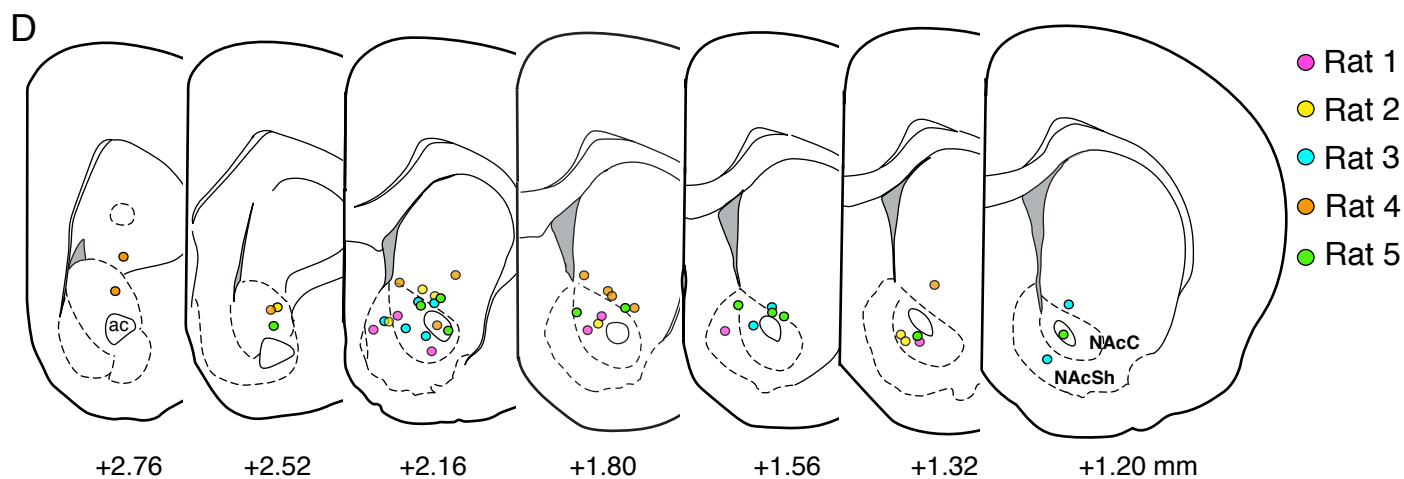 D
Rat 1
Rat 2
Rat 3
Rat 4
Rat 5
ac
NAcC
NAcSh
+2.76 +2.52 +2.16 +1.80 +1.56 +1.32 +1.20 mm